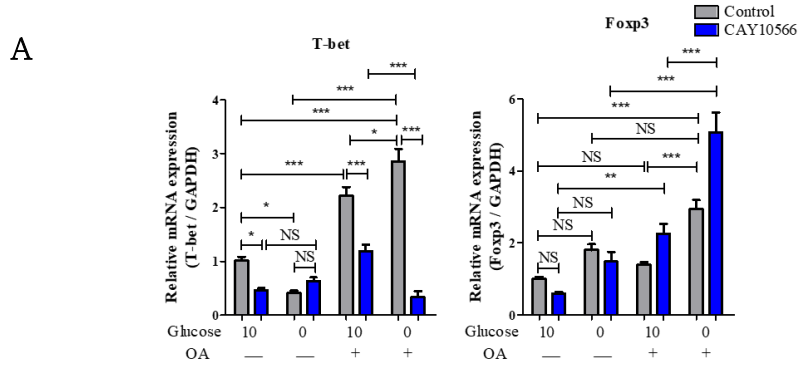 A
Control
CAY10566
T-bet
Relative mRNA expression
(T-bet / GAPDH)
4
3
2
1
0
***
***
***
*
***
***
***
*
*
NS
NS
Glucose 10 0 10 0
OA — — + +
Foxp3
Relative mRNA expression
(Foxp3 / GAPDH)
6
4
2
0
***
***
***
NS
NS
***
**
NS
NS
NS
10 0 10 0
— — + +